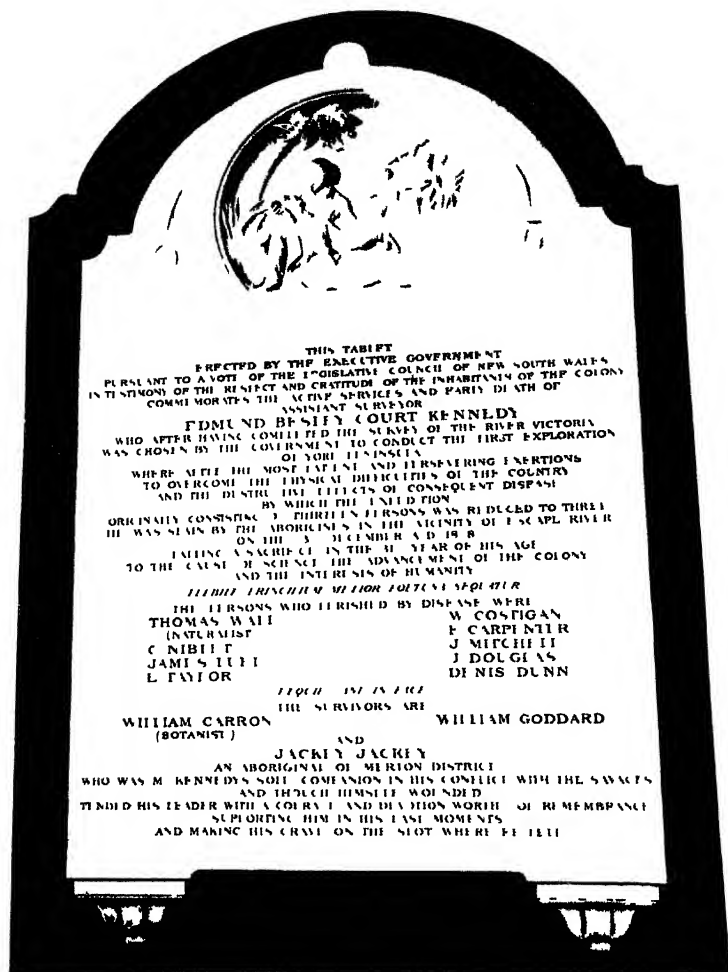 THIS TABLET
ERECTED BY THE EXECUTIVE GOVERNMENT
PURSUANT TO A VOTE OF THE LEGISLATIVE COUNCIL OF NEW SOUTH WALES
IN TESTIMONY OF THE RESPECT AND GRATITUDE OF THE INHABITANTS OF THE COLONY
COMMEMORATES THE ACTIVE SERVICES AND EARLY DEATH OF
ASSISTANT SURVEYOR
EDMUND BESLEY COURT KENNEDY
WHO AFTER HAVING COMPLETED THE SURVEY OF THE RIVER VICTORIA
WAS CHOSEN BY THE GOVERNMENT TO CONDUCT THE FIRST EXPLORATION
OF YORK PENINSULA
WHERE AFTER THE MOST PATIENT AND PERSEVERING EXERTIONS
TO OVERCOME THE PHYSICAL DIFFICULTIES OF THE COUNTRY
AND THE DESTRUCTIVE EFFECTS OF CONSEQUENT DISEASE
BY WHICH THE EXPEDITION
ORIGINALLY CONSISTING THIRTEEN PERSONS WAS REDUCED TO THREE
HE WAS SLAIN BY THE ABORIGINES IN THE VICINITY OF ESCAPE RIVER
ON THE DECEMBER A D
FALLING A SACRIFICE IN THE 31 YEAR OF HIS AGE
TO THE CAUSE OF SCIENCE THE ADVANCEMENT OF THE COLONY
AND THE INTERESTS OF HUMANITY
THE PERSONS WHO PERISHED BY DISEASE WERE
THOMAS WALL
(NATURALIST
C NIBLET
JAMES LUFF
E TAYLOR
W COSTIGAN
E CARPENTER
J MITCHELL
J DOUGLAS
DENIS DUNN
THE SURVIVORS ARE
WILLIAM CARRON
(BOTANIST)
WILLIAM GODDARD
AND
JACKEY JACKEY
AN ABORIGINAL OF MERTON DISTRICT
WHO WAS MR KENNEDYS SOLE COMPANION IN HIS CONFLICT WITH THE SAVAGES
AND THOUGH HIMSELF WOUNDED
TENDED HIS LEADER WITH A COURAGE AND DEVOTION WORTHY OF REMEMBRANCE
SUPPORTING HIM IN HIS LAST MOMENTS
AND MAKING HIS GRAVE ON THE SPOT WHERE HE FELL